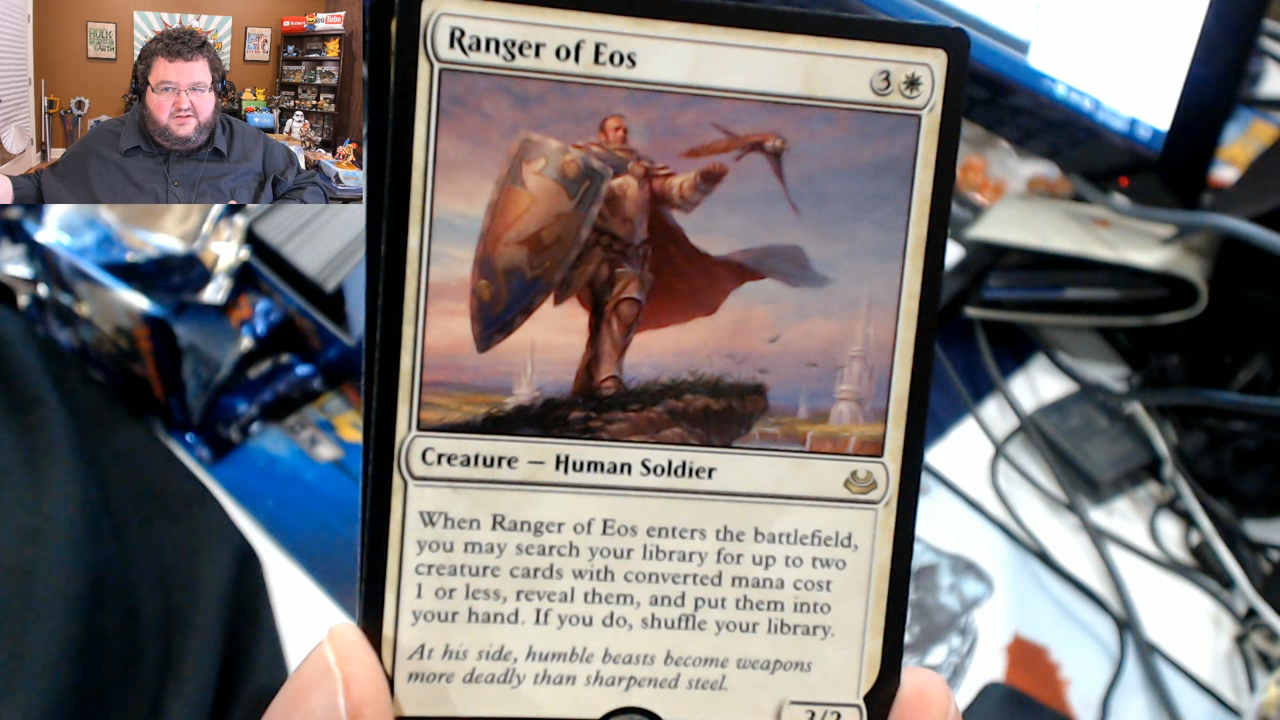 HULK
EARTH
YouTube
Ranger of Eos
3
Creature — Human Soldier
When Ranger of Eos enters the battlefield,
you may search your library for up to two
creature cards with converted mana cost
1 or less, reveal them, and put them into
your hand. If you do, shuffle your library.
At his side, humble beasts become weapons
more deadly than sharpened steel.
3/2